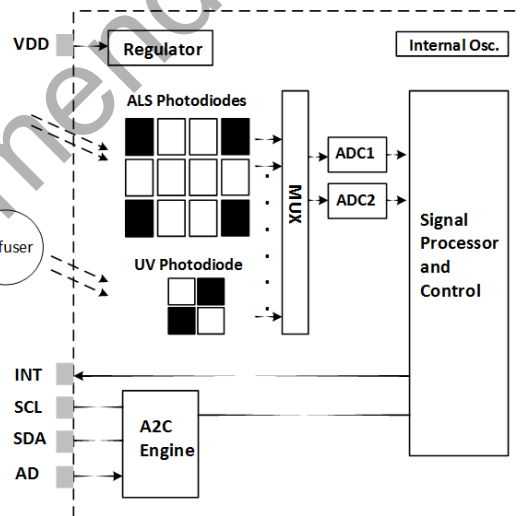 VDD
Regulator
Internal Osc.
ALS Photodiodes
ADC1
ADC2
MUX
Signal
Processor
and
Control
fuser
UV Photodiode
INT
SCL
SDA
AD
A2C
Engine
mend